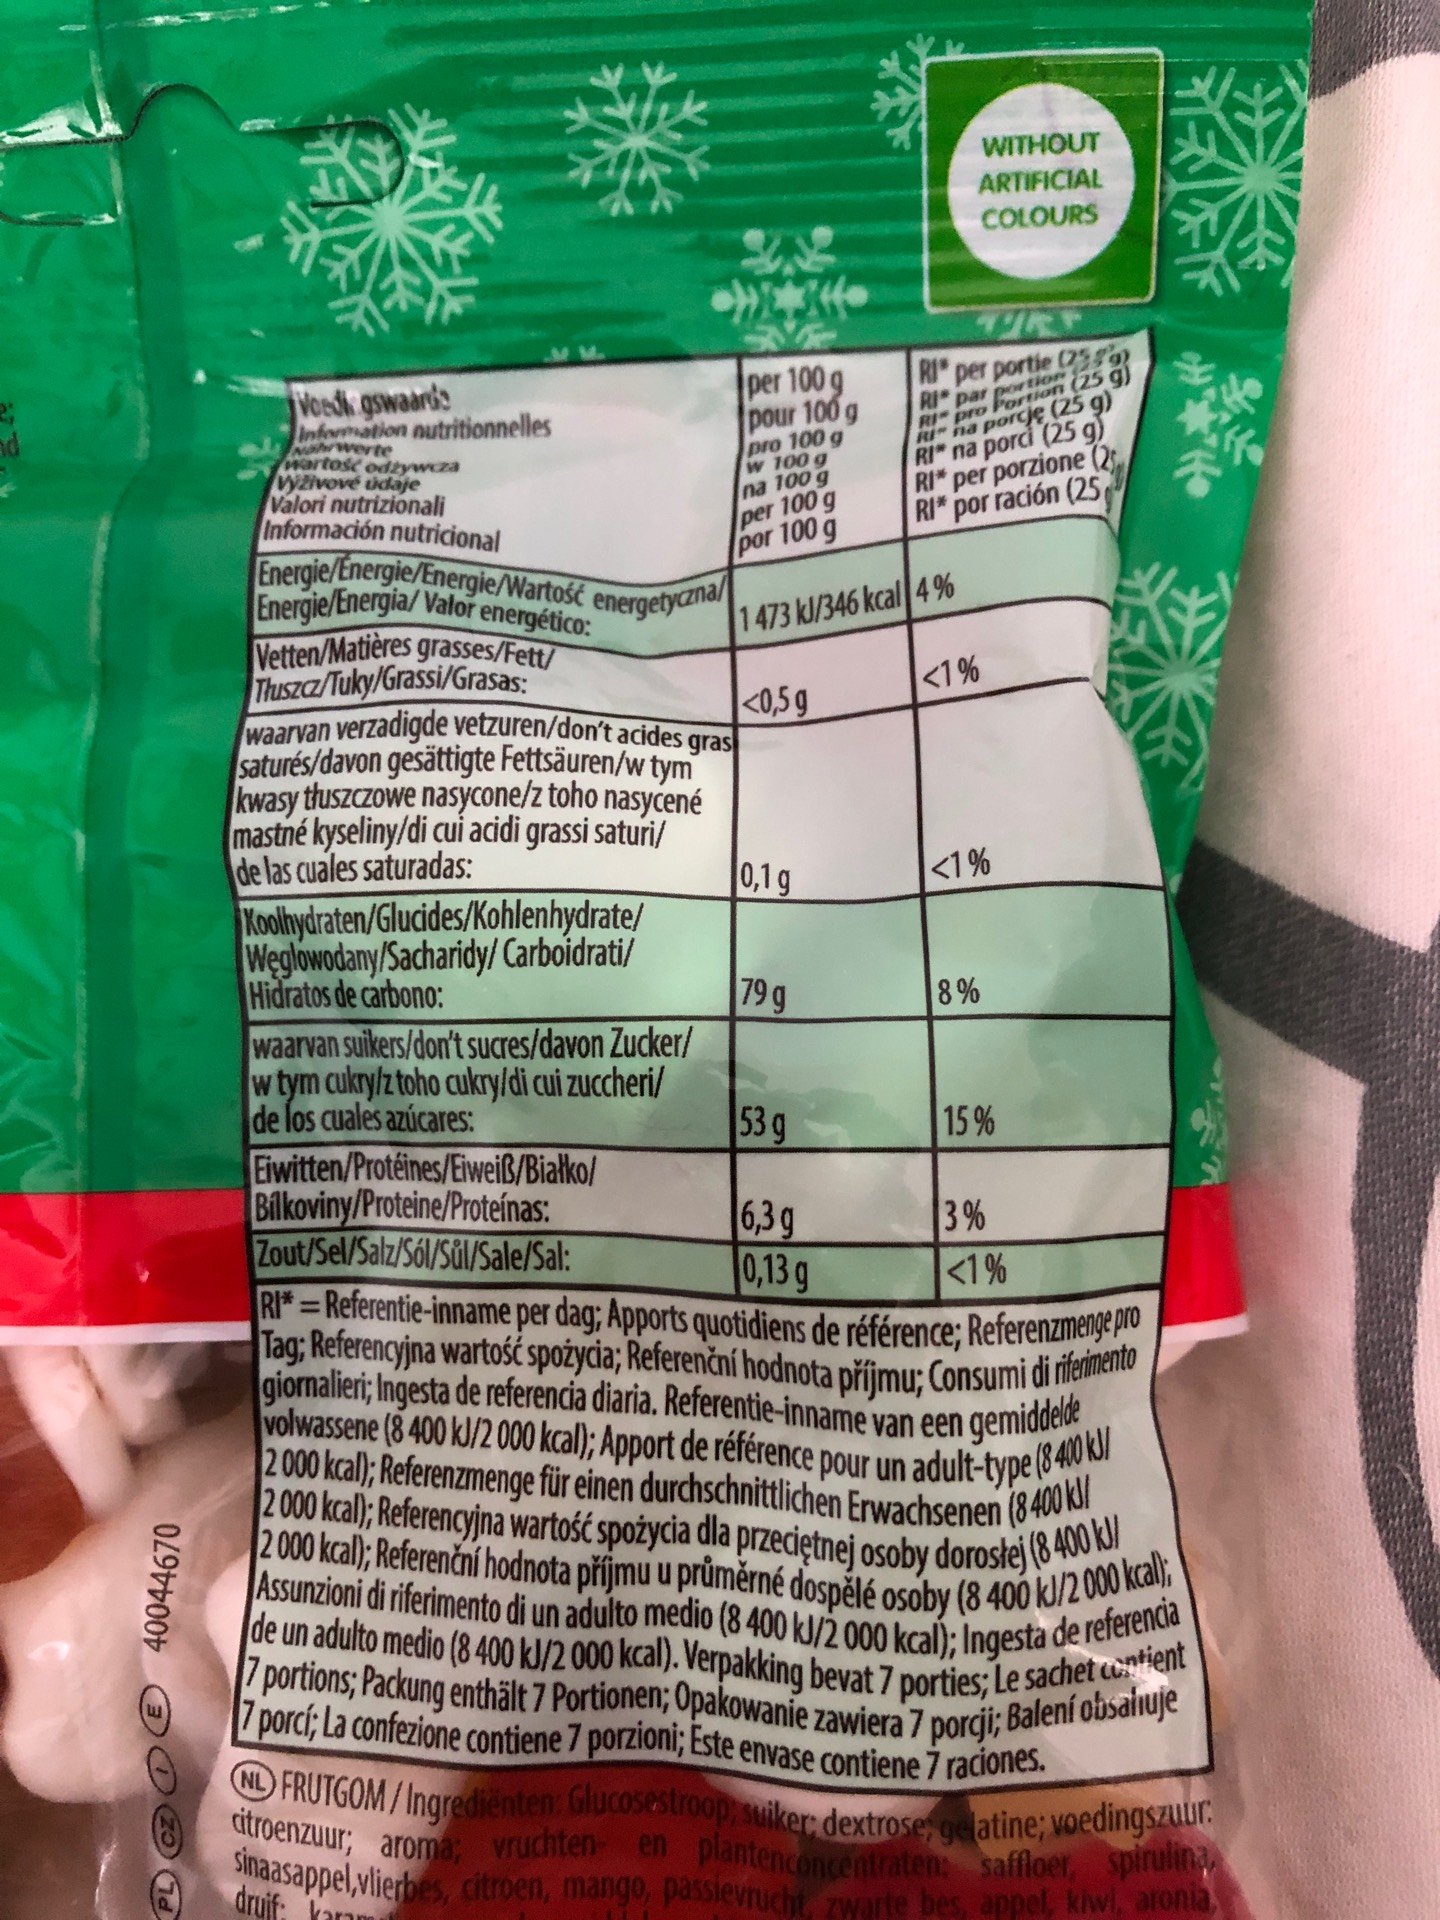 WITHOUT
ARTIFICIAL
COLOURS
Information nutritionnelles
Nährwerte
Wartość odżywcza
Výživové údaje
Valori nutrizionali
Información nutricional
per 100 g
pour 100 g
pro 100 g
w 100 g
na 100 g
per 100 g
por 100 g
RI* per portie (25 g)
RI* par portion (25 g)
RI* pro Portion (25 g)
RI* na porcję (25 g)
RI* na porci (25 g)
RI* per porzione
RI* por ración (25
Energie/Énergie/Energie/Wartość energetyczna/
Energie/Energia/ Valor energético:
1 473 kJ/346 kcal 4 %
Vetten/Matières grasses/Fett/
Tłuszcz/Tuky/Grassi/Grasas:
<0,5 g <1 %
waarvan verzadigde vetzuren/don't acides gras
saturés/davon gesättigte Fettsäuren/w tym
kwasy tłuszczowe nasycone/z toho nasycené
mastné kyseliny/di cui acidi grassi saturi/
de las cuales saturadas: 0,1 g <1 %
Koolhydraten/Glucides/Kohlenhydrate/
Węglowodany/Sacharidy/ Carboidrati/
Hidratos de carbono: 79 g 8 %
waarvan suikers/don't sucres/davon Zucker/
w tym cukry/z toho cukry/di cui zuccheri/
de los cuales azúcares: 53 g 15 %
Eiwitten/Protéines/Eiweiß/Białko/
Bílkoviny/Proteine/Proteínas: 6,3 g 3 %
Zout/Sel/Salz/Sól/Sůl/Sale/Sal: 0,13 g <1 %
RI* = Referentie-inname per dag; Apports quotidiens de référence; Referenzmenge pro
Tag; Referencyjna wartość spożycia; Referenční hodnota příjmu; Consumi di riferimento
giornalieri; Ingesta de referencia diaria. Referentie-inname van een gemiddelde
volwassene (8 400 kJ/2 000 kcal); Apport de référence pour un adult-type (8 400 kJ/
2 000 kcal); Referenzmenge für einen durchschnittlichen Erwachsenen (8 400 kJ/
2 000 kcal); Referencyjna wartość spożycia dla przeciętnej osoby dorosłej (8 400 kJ/
2 000 kcal); Referenční hodnota příjmu u průměrné dospělé osoby (8 400 kJ/2 000 kcal);
Assunzioni di riferimento di un adulto medio (8 400 kJ/2 000 kcal); Ingesta de referencia
de un adulto medio (8 400 kJ/2 000 kcal). Verpakking bevat 7 porties; Le sachet contient
7 portions; Packung enthält 7 Portionen; Opakowanie zawiera 7 porcji; Balení obsahuje
7 porcí; La confezione contiene 7 porzioni; Este envase contiene 7 raciones.
NL FRUTGOM / Ingrediënten: Glucosestroop; suiker; dextrose; gelatine; voedingszuur:
citroenzuur; aroma; vruchten- en plantenconcentraten: saffloer, spirulina,
sinaasappel,vlierbes, citroen, mango, passievrucht, zwarte bes, appel, kiwi, aronia,
druif;
PL CZ I E 40044670